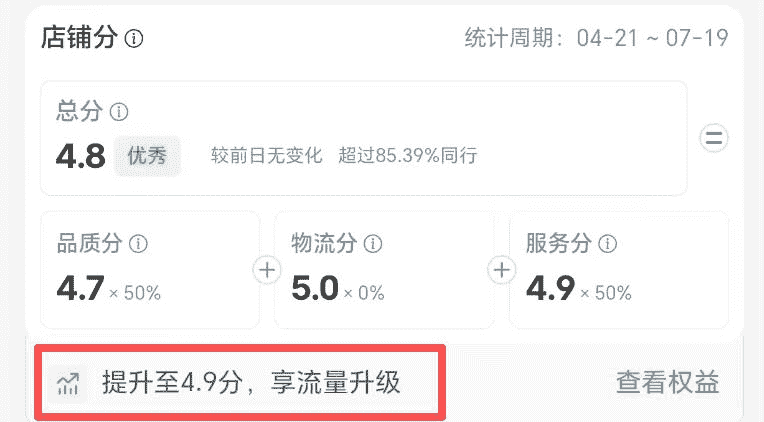 店铺分 统计周期：04-21 ~ 07-19
总分
4.8 优秀 较前日无变化 超过85.39%同行
品质分 物流分 服务分
4.7 × 50% + 5.0 × 0% + 4.9 × 50% =
提升至4.9分，享流量升级 查看权益